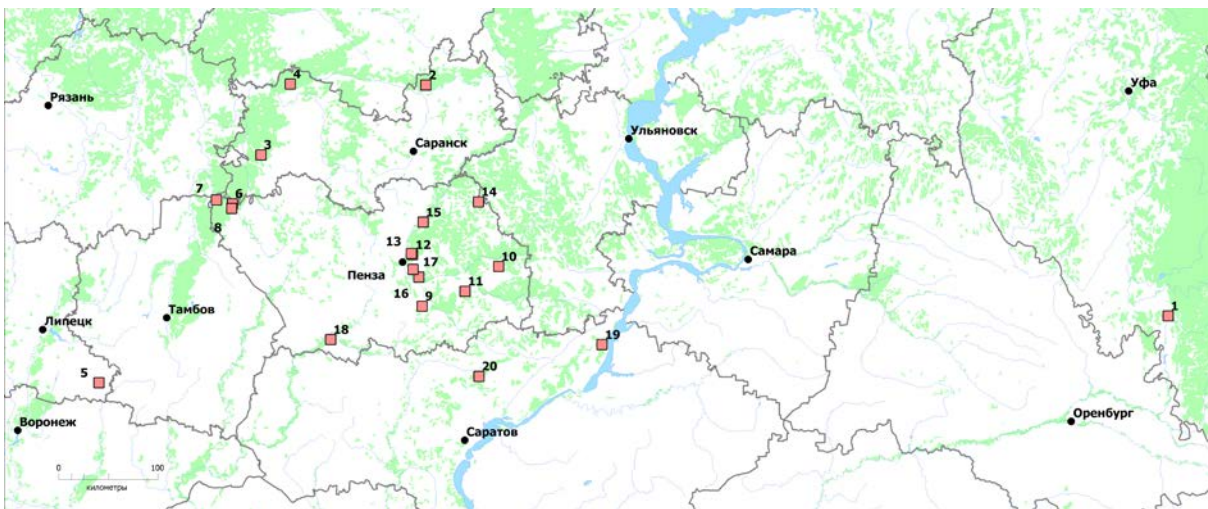 4
2
Уфа
Рязань
Ульяновск
Саранск
3
7
6
14
8
15
13
12
10
Самара
17
Пенза
11
16
9
1
Тамбов
Липецк
18
19
5
20
Оренбург
Воронеж
Саратов
0 100
километры